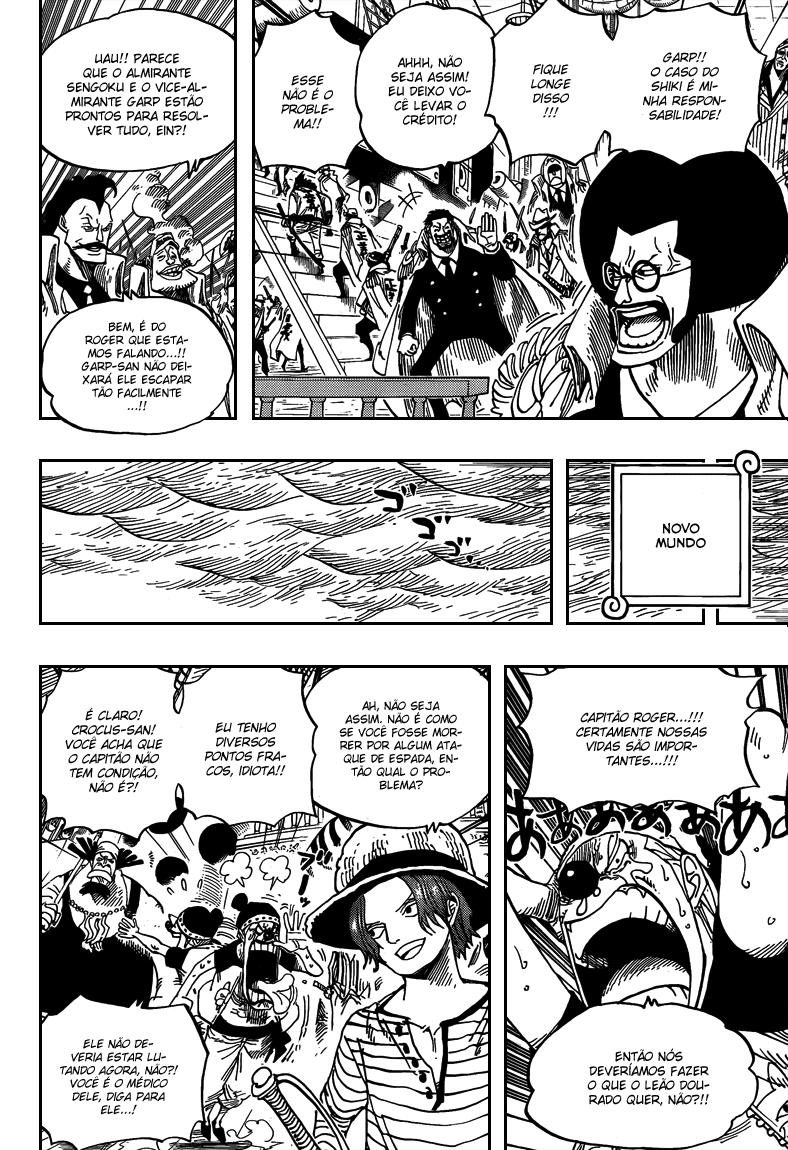 GARP!!
O CASO DO
SHIKI É MI-
NHA RESPON-
SABILIDADE!
FIQUE
LONGE
DISSO
!!!
AHHH, NÃO
SEJA ASSIM!
EU DEIXO VO-
CÊ LEVAR O
CRÉDITO!
ESSE
NÃO É O
PROBLE-
MA!!
UAU!! PARECE
QUE O ALMIRANTE
SENGOKU E O VICE-AL-
MIRANTE GARP ESTÃO
PRONTOS PARA RESOL-
VER TUDO, EIN?!
BEM, É DO
ROGER QUE ESTA-
MOS FALANDO...!!
GARP-SAN NÃO DEI-
XARÁ ELE ESCAPAR
TÃO FACILMENTE
...!!
NOVO
MUNDO
ゴ
ゴ
ゴ
CAPITÃO ROGER...!!!
CERTAMENTE NOSSAS
VIDAS SÃO IMPOR-
TANTES...!!!
ENTÃO NÓS
DEVERÍAMOS FAZER
O QUE O LEÃO DOU-
RADO QUER, NÃO?!!
AH, NÃO SEJA
ASSIM. NÃO É COMO
SE VOCÊ FOSSE MOR-
RER POR ALGUM ATA-
QUE DE ESPADA, EN-
TÃO QUAL O PRO-
BLEMA?
EU TENHO
DIVERSOS
PONTOS FRA-
COS, IDIOTA!!
É CLARO!
CROCUS-SAN!
VOCÊ ACHA QUE
O CAPITÃO NÃO
TEM CONDIÇÃO,
NÃO É?!
ELE NÃO DE-
VERIA ESTAR LU-
TANDO AGORA, NÃO?!
VOCÊ É O MÉDICO
DELE, DIGA PARA
ELE...!